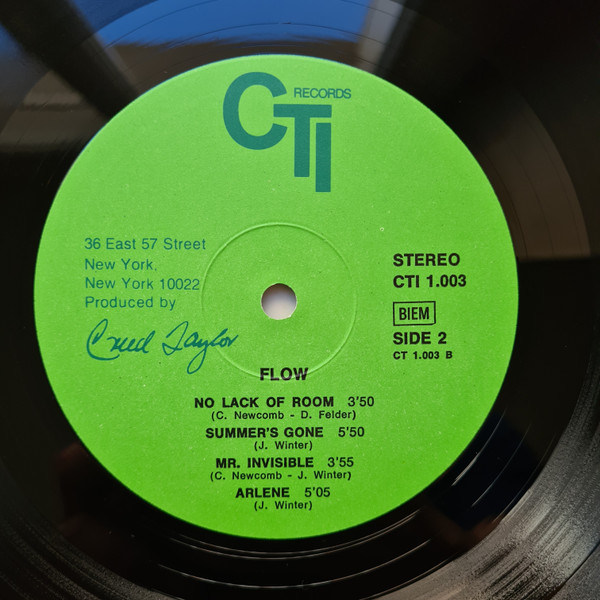 CTI RECORDS
36 East 57 Street
New York,
New York 10022
Produced by
Creed Taylor
STEREO
CTI 1.003
BIEM
SIDE 2
CT 1.003 B
FLOW
NO LACK OF ROOM 3'50
(C. Newcomb - D. Felder)
SUMMER'S GONE 5'50
(J. Winter)
MR. INVISIBLE 3'55
(C. Newcomb - J. Winter)
ARLENE 5'05
(J. Winter)